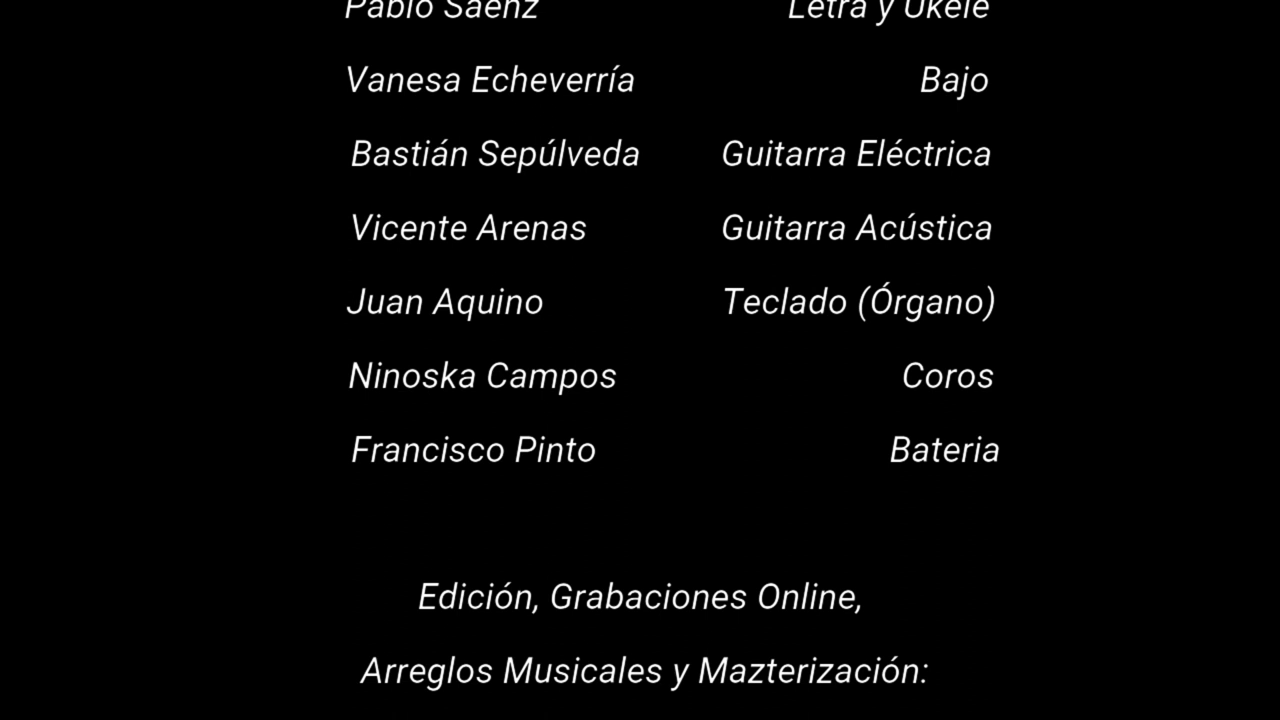 Pablo Saenz Letra y Ukele
Vanesa Echeverría Bajo
Bastián Sepúlveda Guitarra Eléctrica
Vicente Arenas Guitarra Acústica
Juan Aquino Teclado (Órgano)
Ninoska Campos Coros
Francisco Pinto Bateria
Edición, Grabaciones Online,
Arreglos Musicales y Mazterización: